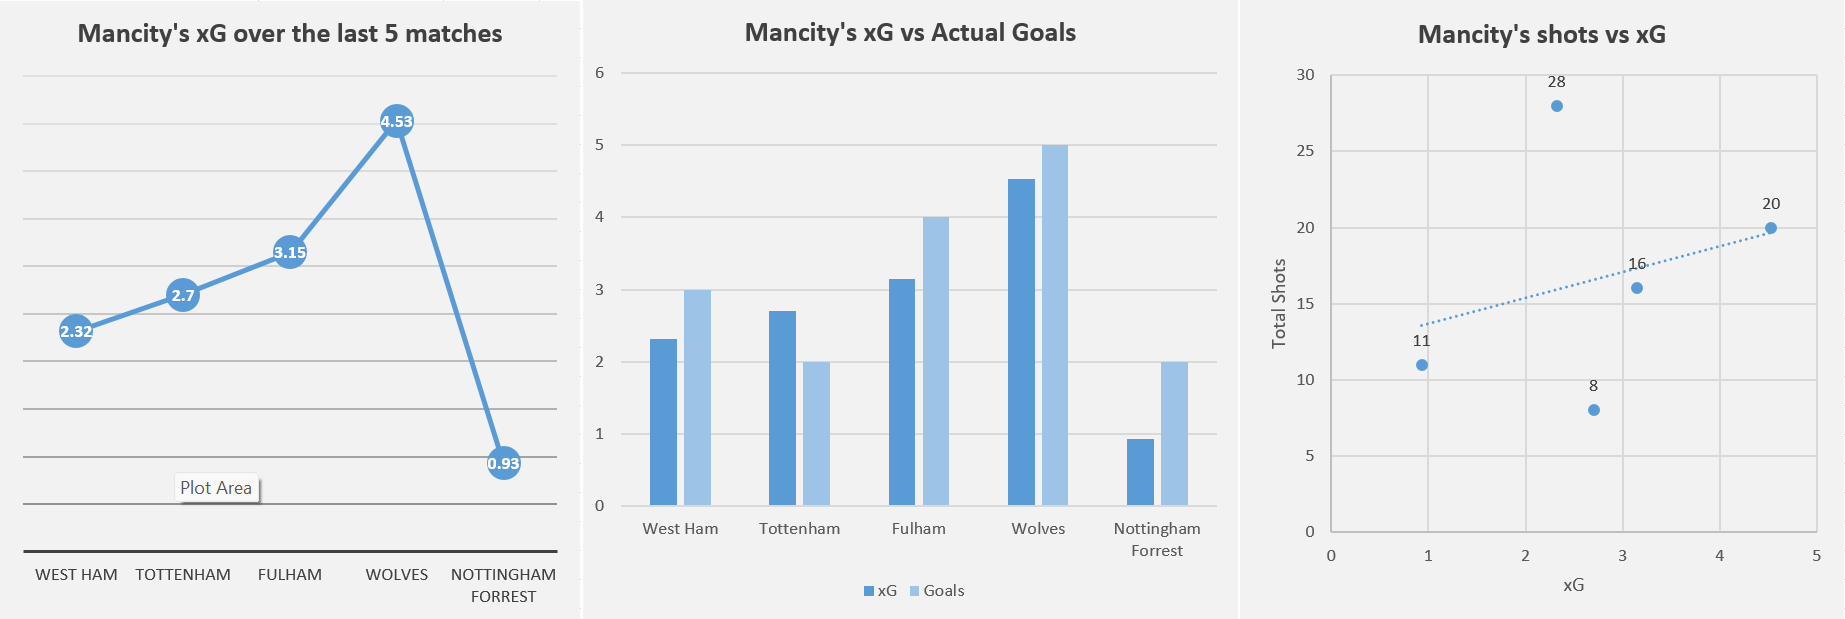 Mancity's xG over the last 5 matches
4.53
3.15
2.7
2.32
0.93
Plot Area
WEST HAM TOTTENHAM FULHAM WOLVES NOTTINGHAM
FORREST
Mancity's xG vs Actual Goals
6
5
4
3
2
1
0
West Ham Tottenham Fulham Wolves Nottingham
Forrest
xG Goals
Mancity's shots vs xG
30
28
25
20
20
16
15
11
10
8
5
0
Total Shots
0 1 2 3 4 5
xG